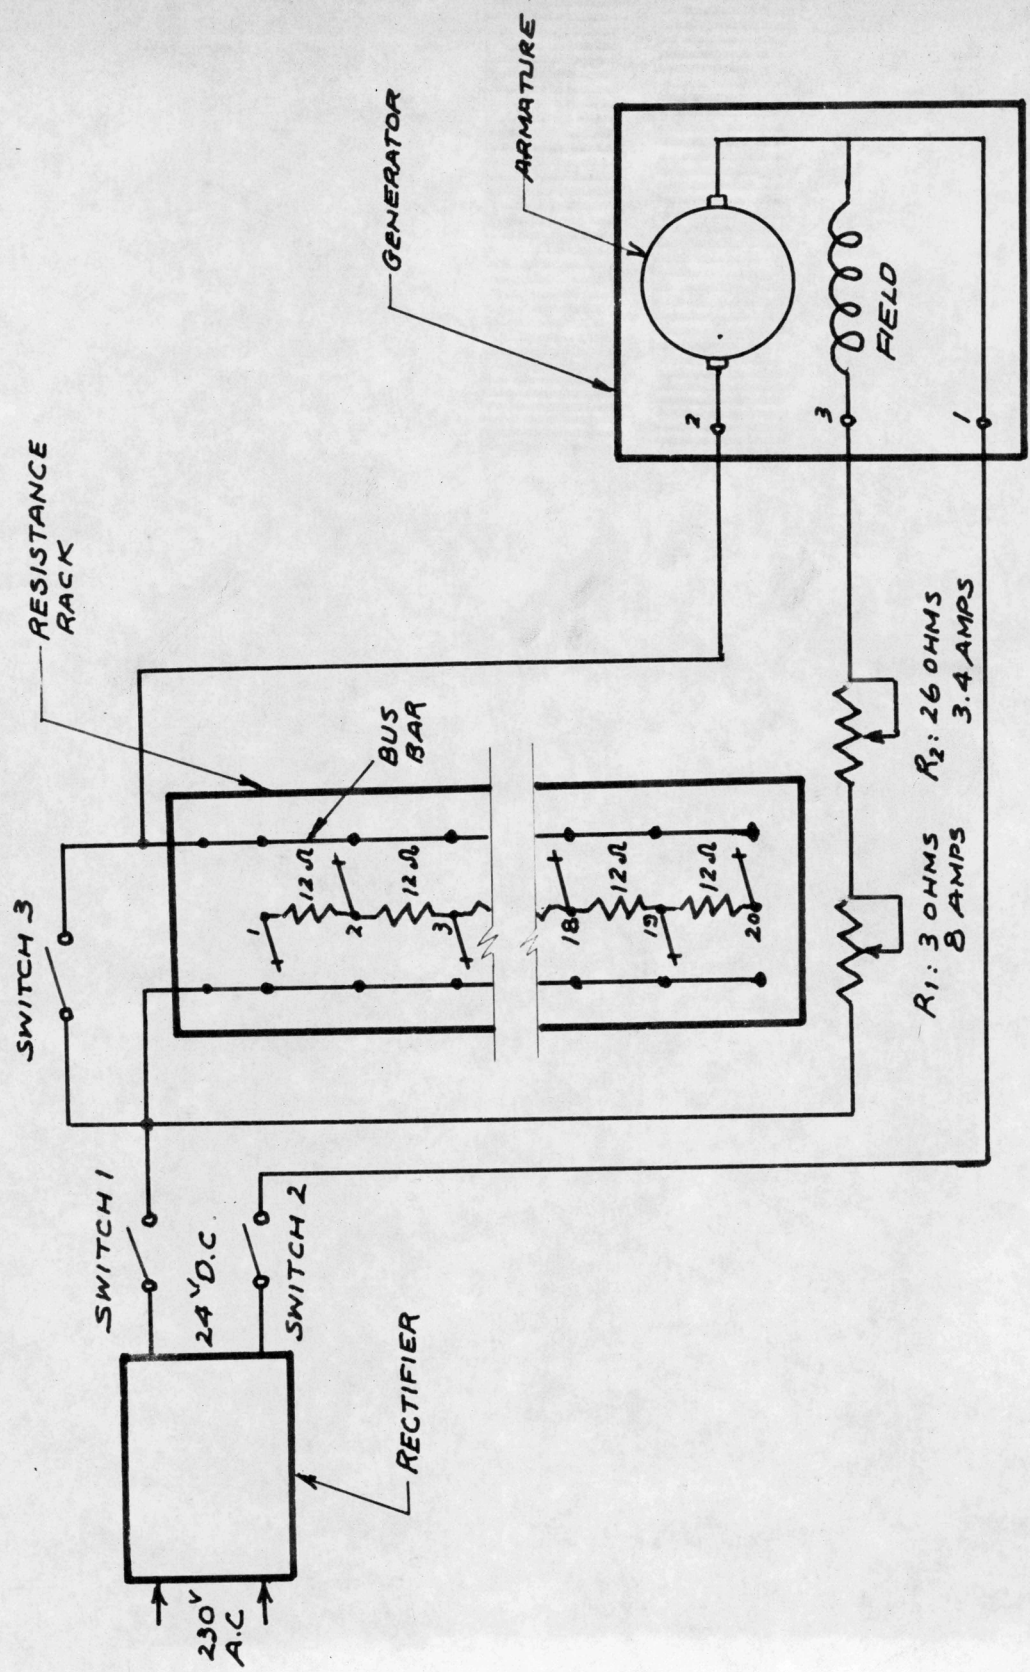 230V
A.C
RECTIFIER
SWITCH 1
24V D.C.
SWITCH 2
SWITCH 3
RESISTANCE
RACK
BUS
BAR
1
12Ω
2
12Ω
3
18
12Ω
19
12Ω
20
R1: 3 OHMS
8 AMPS
R2: 26 OHMS
3.4 AMPS
GENERATOR
ARMATURE
2
3
FIELD
1